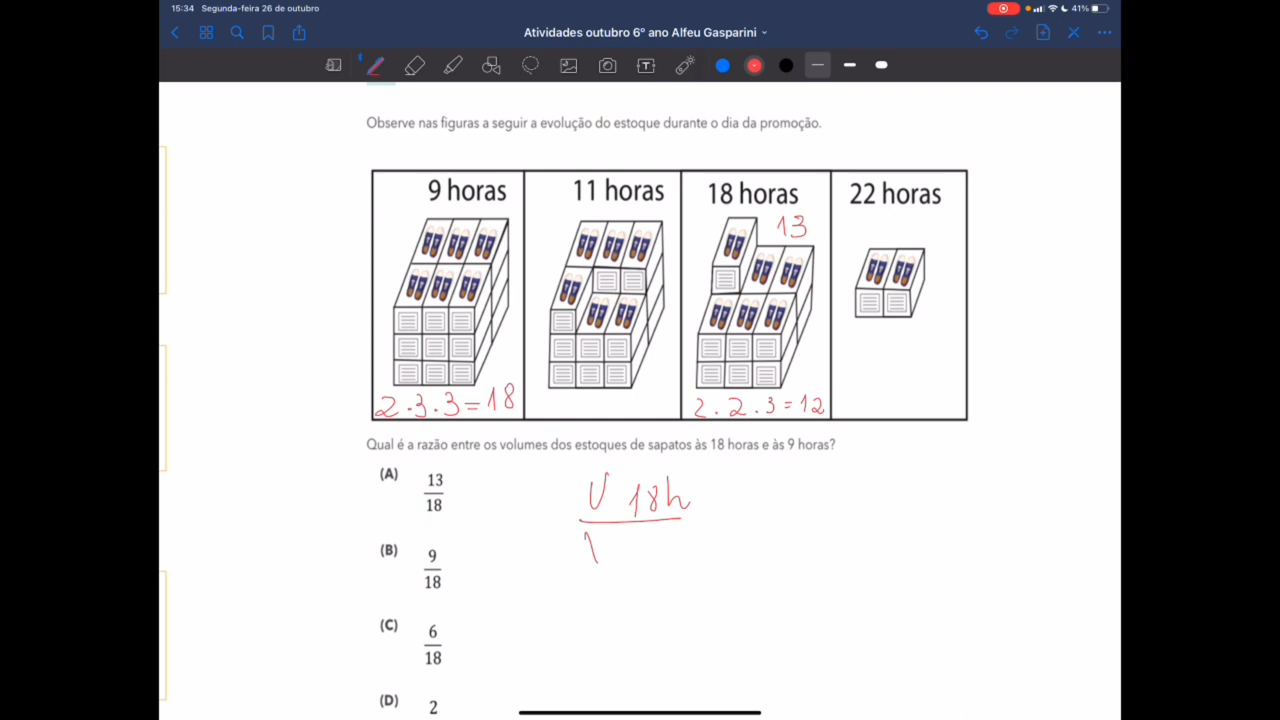 15:34 Segunda-feira 26 de outubro
41%
Atividades outubro 6º ano Alfeu Gasparini
Observe nas figuras a seguir a evolução do estoque durante o dia da promoção.
9 horas 11 horas 18 horas 22 horas
13
2.3.3=18 2.2.3=12
Qual é a razão entre os volumes dos estoques de sapatos às 18 horas e às 9 horas?
(A) 13
18
V 18h
(B) 9
18
(C) 6
18
(D) 2